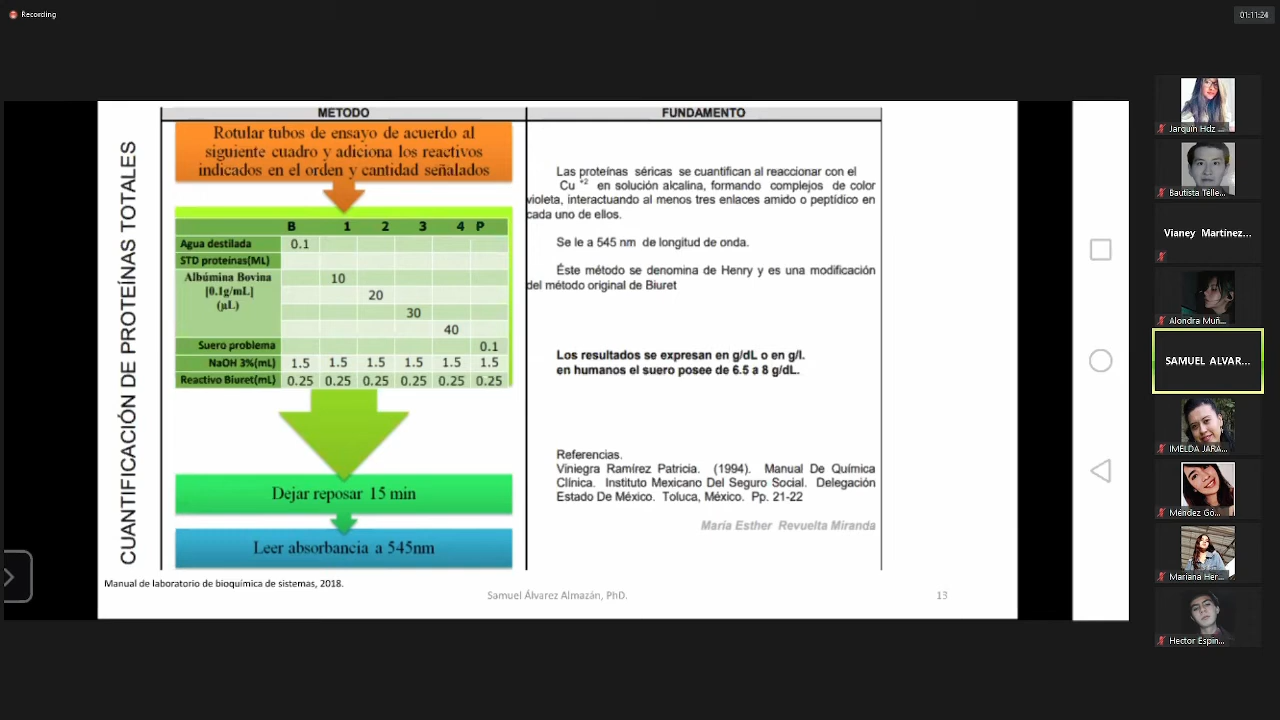 Recording
01:11:24
CUANTIFICACIÓN DE PROTEÍNAS TOTALES
METODO
Rotular tubos de ensayo de acuerdo al
siguiente cuadro y adiciona los reactivos
indicados en el orden y cantidad señalados
B 1 2 3 4 P
Agua destilada 0.1
STD proteínas(ML)
Albúmina Bovina
[0.1g/mL]
(µL)
10
20
30
40
Suero problema 0.1
NaOH 3%(mL) 1.5 1.5 1.5 1.5 1.5 1.5
Reactivo Biuret(mL) 0.25 0.25 0.25 0.25 0.25 0.25
Dejar reposar 15 min
Leer absorbancia a 545nm
FUNDAMENTO
Las proteínas séricas se cuantifican al reaccionar con el
Cu +2 en solución alcalina, formando complejos de color
violeta, interactuando al menos tres enlaces amido o peptídico en
cada uno de ellos.
Se le a 545 nm de longitud de onda.
Éste método se denomina de Henry y es una modificación
del método original de Biuret
Los resultados se expresan en g/dL o en g/l.
en humanos el suero posee de 6.5 a 8 g/dL.
Referencias.
Viniegra Ramírez Patricia. (1994). Manual De Química
Clínica. Instituto Mexicano Del Seguro Social. Delegación
Estado De México. Toluca, México. Pp. 21-22
María Esther Revuelta Miranda
Manual de laboratorio de bioquímica de sistemas, 2018.
Samuel Álvarez Almazán, PhD.
13
Jarquin Hdz ...
Bautista Telle...
Vianey Martínez...
Alondra Muñ...
SAMUEL ALVAR...
IMELDA JARA...
Méndez Gó...
Mariana Her...
Hector Espin...